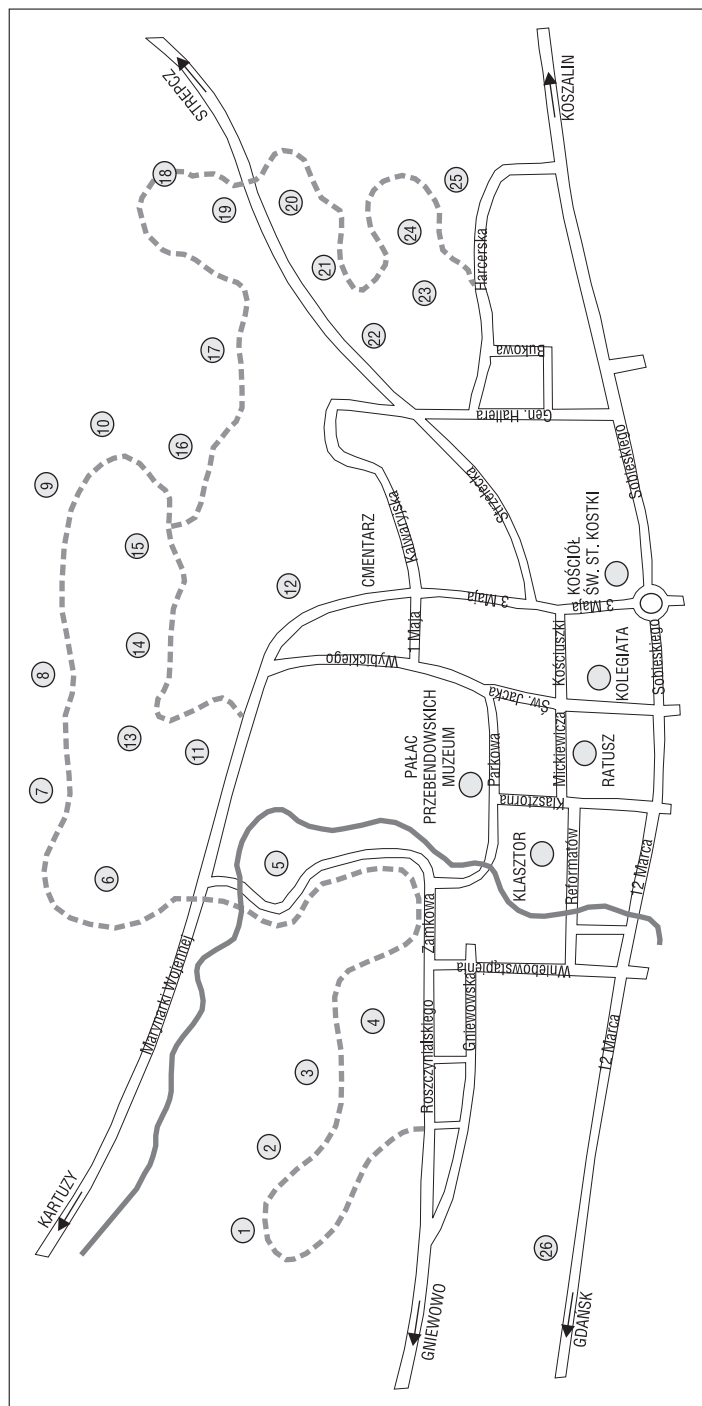 KARTUZY
STRĘPCZ
Marynarki Wojennej
1
2
3
4
5
6
7
8
9
10
11
12
13
14
15
16
17
18
19
20
21
22
23
24
25
26
GNIEWOWO
Roszczynialskiego
Gniewowska
Zamkowa
Wniebowstąpienia
PAŁAC
PRZEBENDOWSKICH
MUZEUM
Parkowa
Klasztorna
KLASZTOR
Reformatów
Wybickiego
1 Maja
CMENTARZ
Kalwaryjska
3 Maja
3 Maja
Św. Jacka
Mickiewicza
Kościuszki
RATUSZ
KOLEGIATA
KOŚCIÓŁ
ŚW. ST. KOSTKI
Strzelecka
Gen. Hallera
Bukowa
Harcerska
Sobieskiego
Sobieskiego
12 Marca
12 Marca
GDAŃSK
KOSZALIN